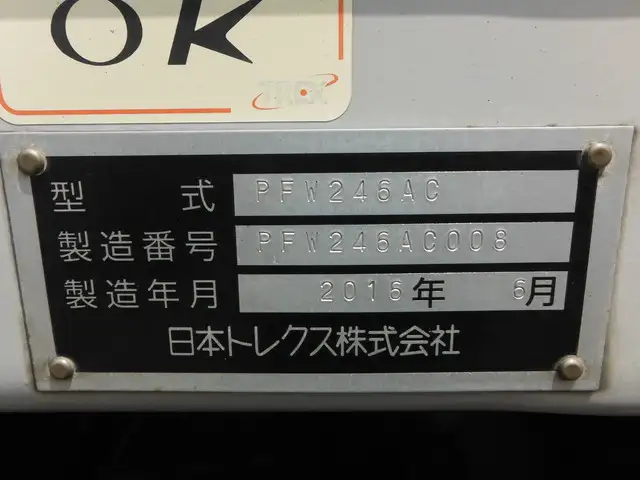 OK
TREX
型式 PFW246AC
製造番号 PFW246AC008
製造年月 2016年 6月
日本トレクス株式会社